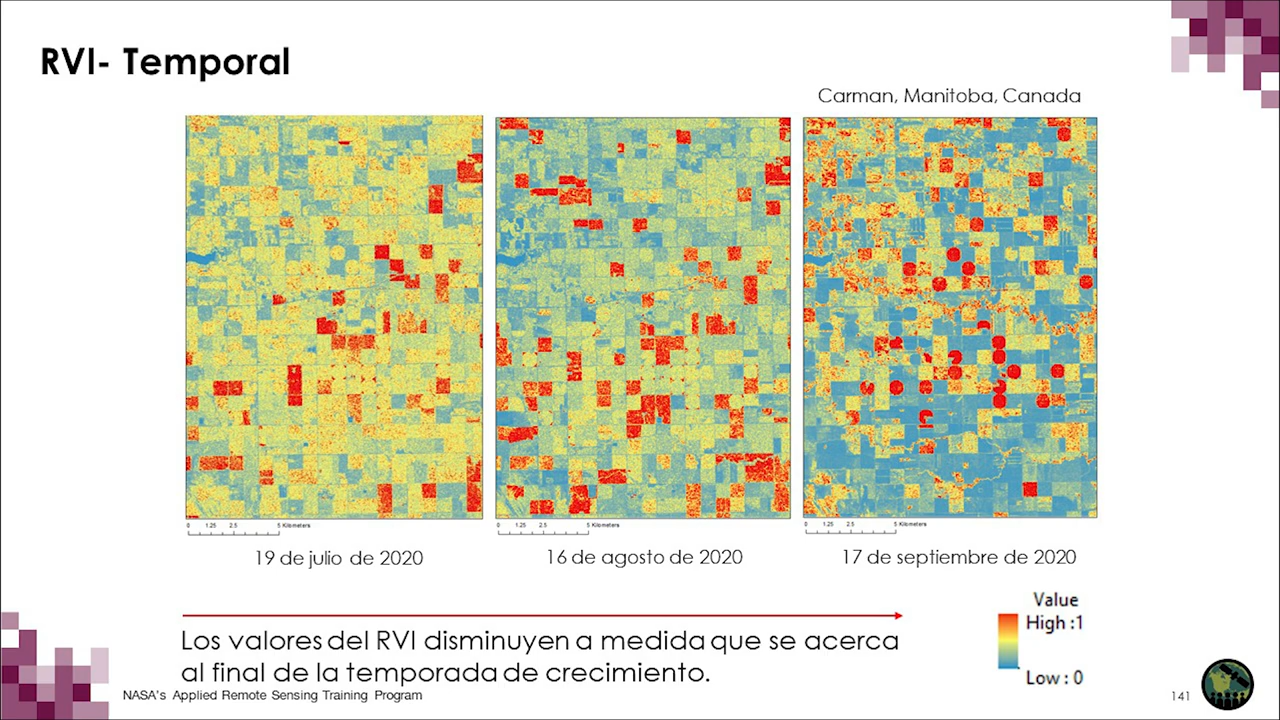 RVI- Temporal
Carman, Manitoba, Canada
0 1.25 2.5 5 Kilometers
0 1.25 2.5 5 Kilometers
0 1.25 2.5 5 Kilometers
19 de julio de 2020
16 de agosto de 2020
17 de septiembre de 2020
Los valores del RVI disminuyen a medida que se acerca
al final de la temporada de crecimiento.
Value
High :1
Low : 0
NASA's Applied Remote Sensing Training Program
141